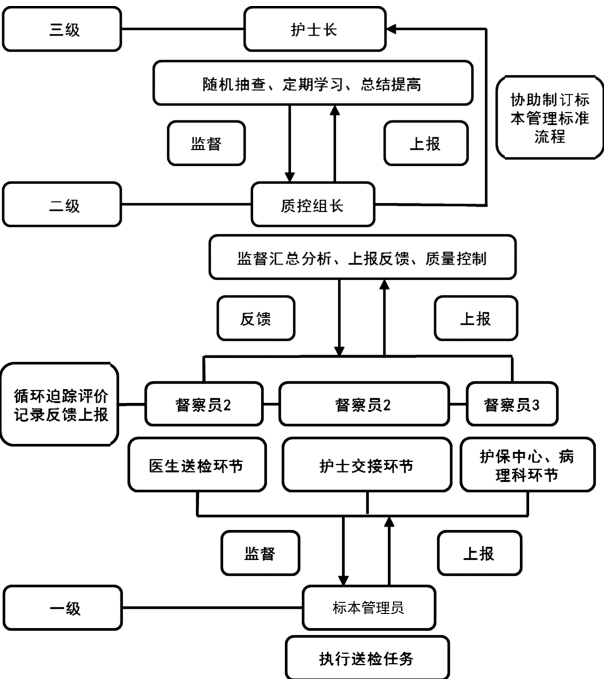 三级
护士长
随机抽查、定期学习、总结提高
协助制订标
本管理标准
流程
监督
上报
二级
质控组长
监督汇总分析、上报反馈、质量控制
反馈
上报
循环迫踪评价
记录反馈上报
督察员2
督察员2
督察员3
医生送检环节
护士交接环节
护保中心、病
理科环节
监督
上报
一级
标本管理员
执行送检任务